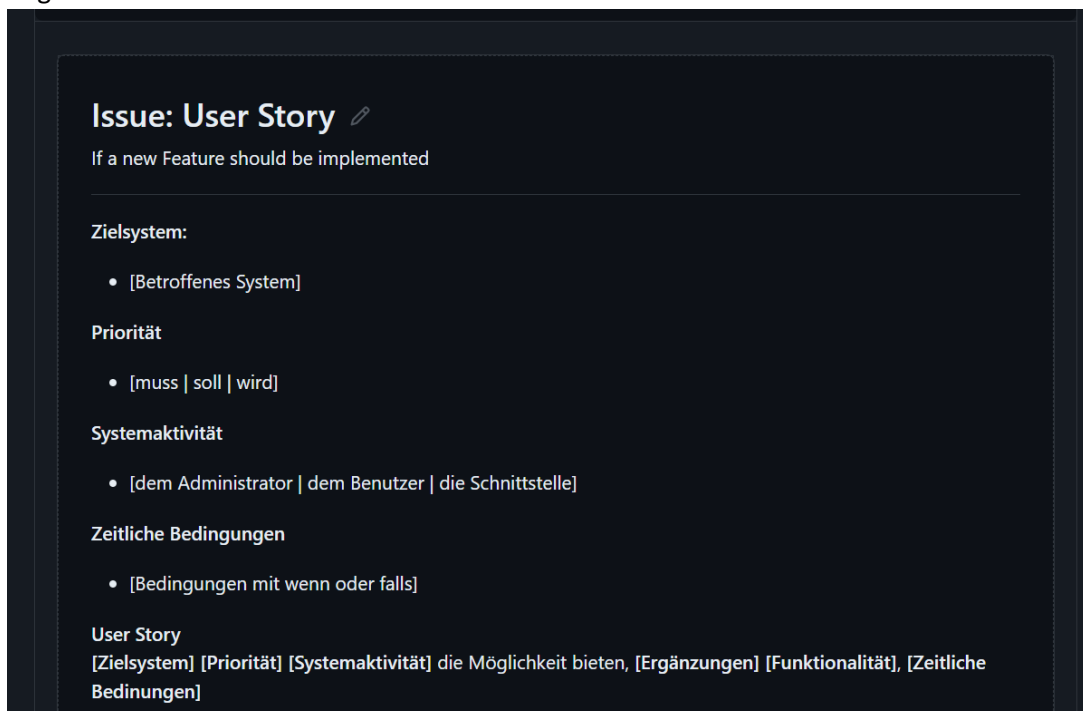 Issue: User Story
If a new Feature should be implemented
Zielsystem:
• [Betroffenes System]
Priorität
• [muss | soll | wird]
Systemaktivität
• [dem Administrator | dem Benutzer | die Schnittstelle]
Zeitliche Bedingungen
• [Bedingungen mit wenn oder falls]
User Story
[Zielsystem] [Priorität] [Systemaktivität] die Möglichkeit bieten, [Ergänzungen] [Funktionalität], [Zeitliche
Bedinungen]